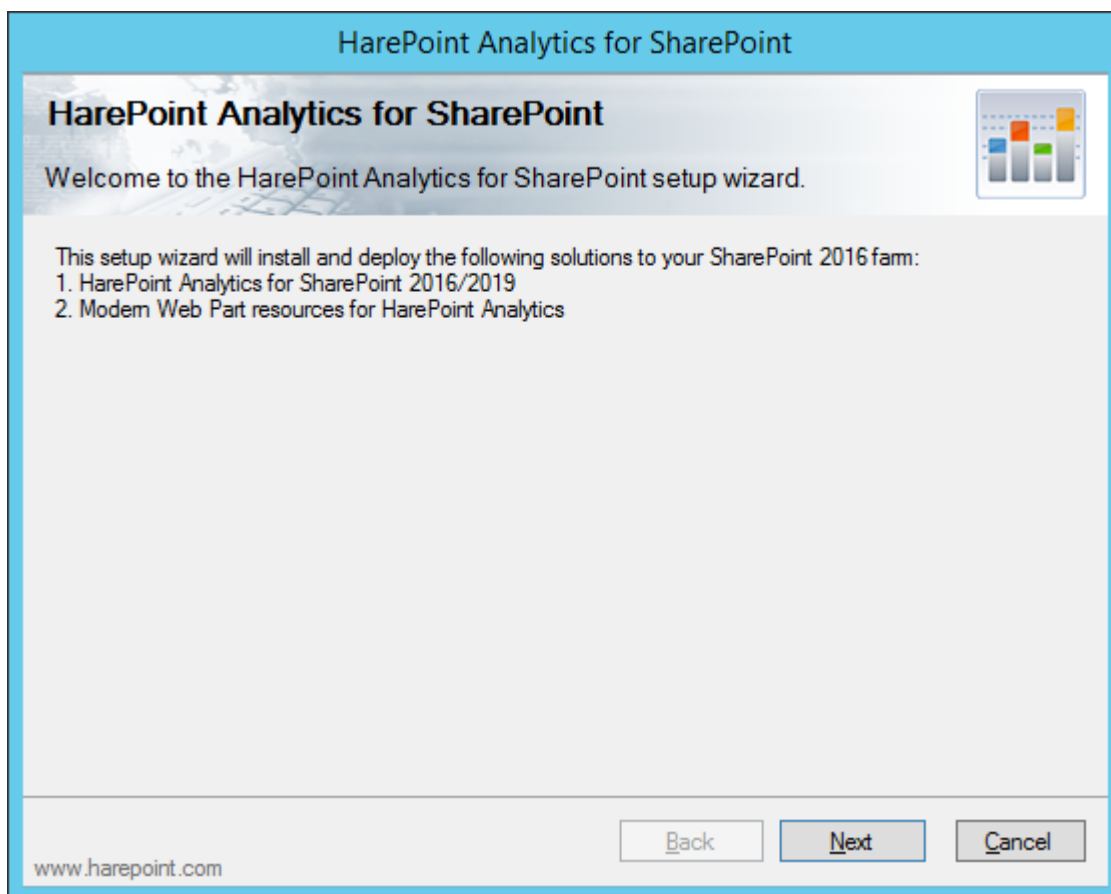 HarePoint Analytics for SharePoint
HarePoint Analytics for SharePoint
Welcome to the HarePoint Analytics for SharePoint setup wizard.
This setup wizard will install and deploy the following solutions to your SharePoint 2016 farm:
1. HarePoint Analytics for SharePoint 2016/2019
2. Modern Web Part resources for HarePoint Analytics
Back
Next
Cancel
www.harepoint.com